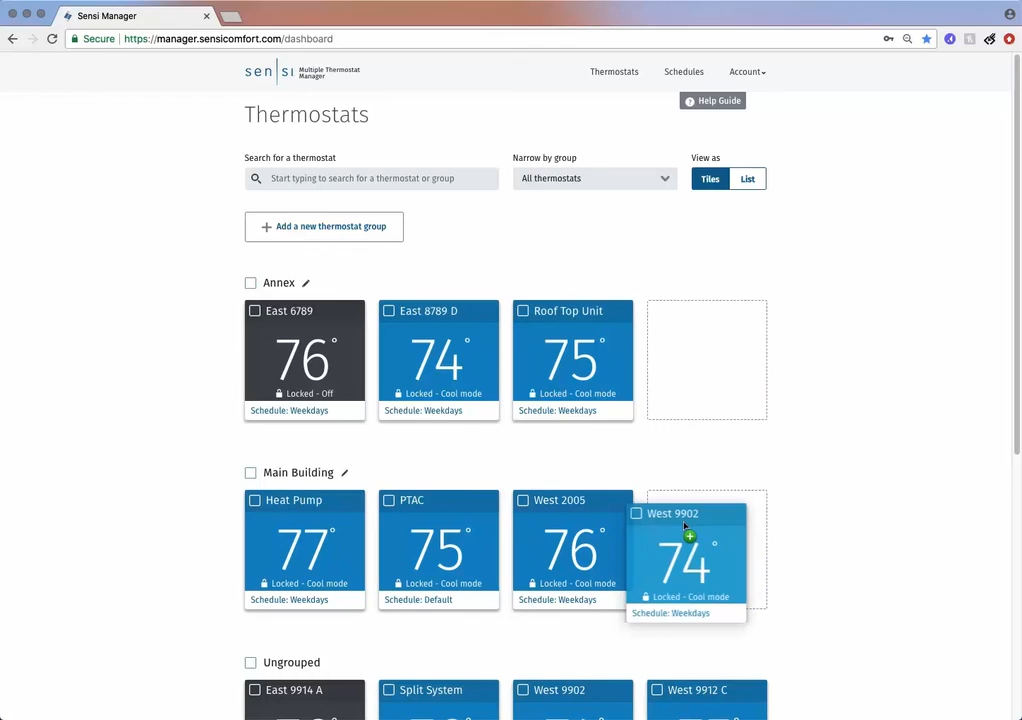 Sensi Manager
Secure https://manager.sensicomfort.com/dashboard
sensi Multiple Thermostat
Manager
Thermostats Schedules Account
? Help Guide
Thermostats
Search for a thermostat Narrow by group View as
Start typing to search for a thermostat or group All thermostats Tiles List
+ Add a new thermostat group
Annex
East 6789 East 8789 D Roof Top Unit
76° 74° 75°
Locked - Off Locked - Cool mode Locked - Cool mode
Schedule: Weekdays Schedule: Weekdays Schedule: Weekdays
Main Building
Heat Pump PTAC West 2005 West 9902
77° 75° 76° 74°
Locked - Cool mode Locked - Cool mode Locked - Cool mode Locked - Cool mode
Schedule: Weekdays Schedule: Default Schedule: Weekdays Schedule: Weekdays
Ungrouped
East 9914 A Split System West 9902 West 9912 C